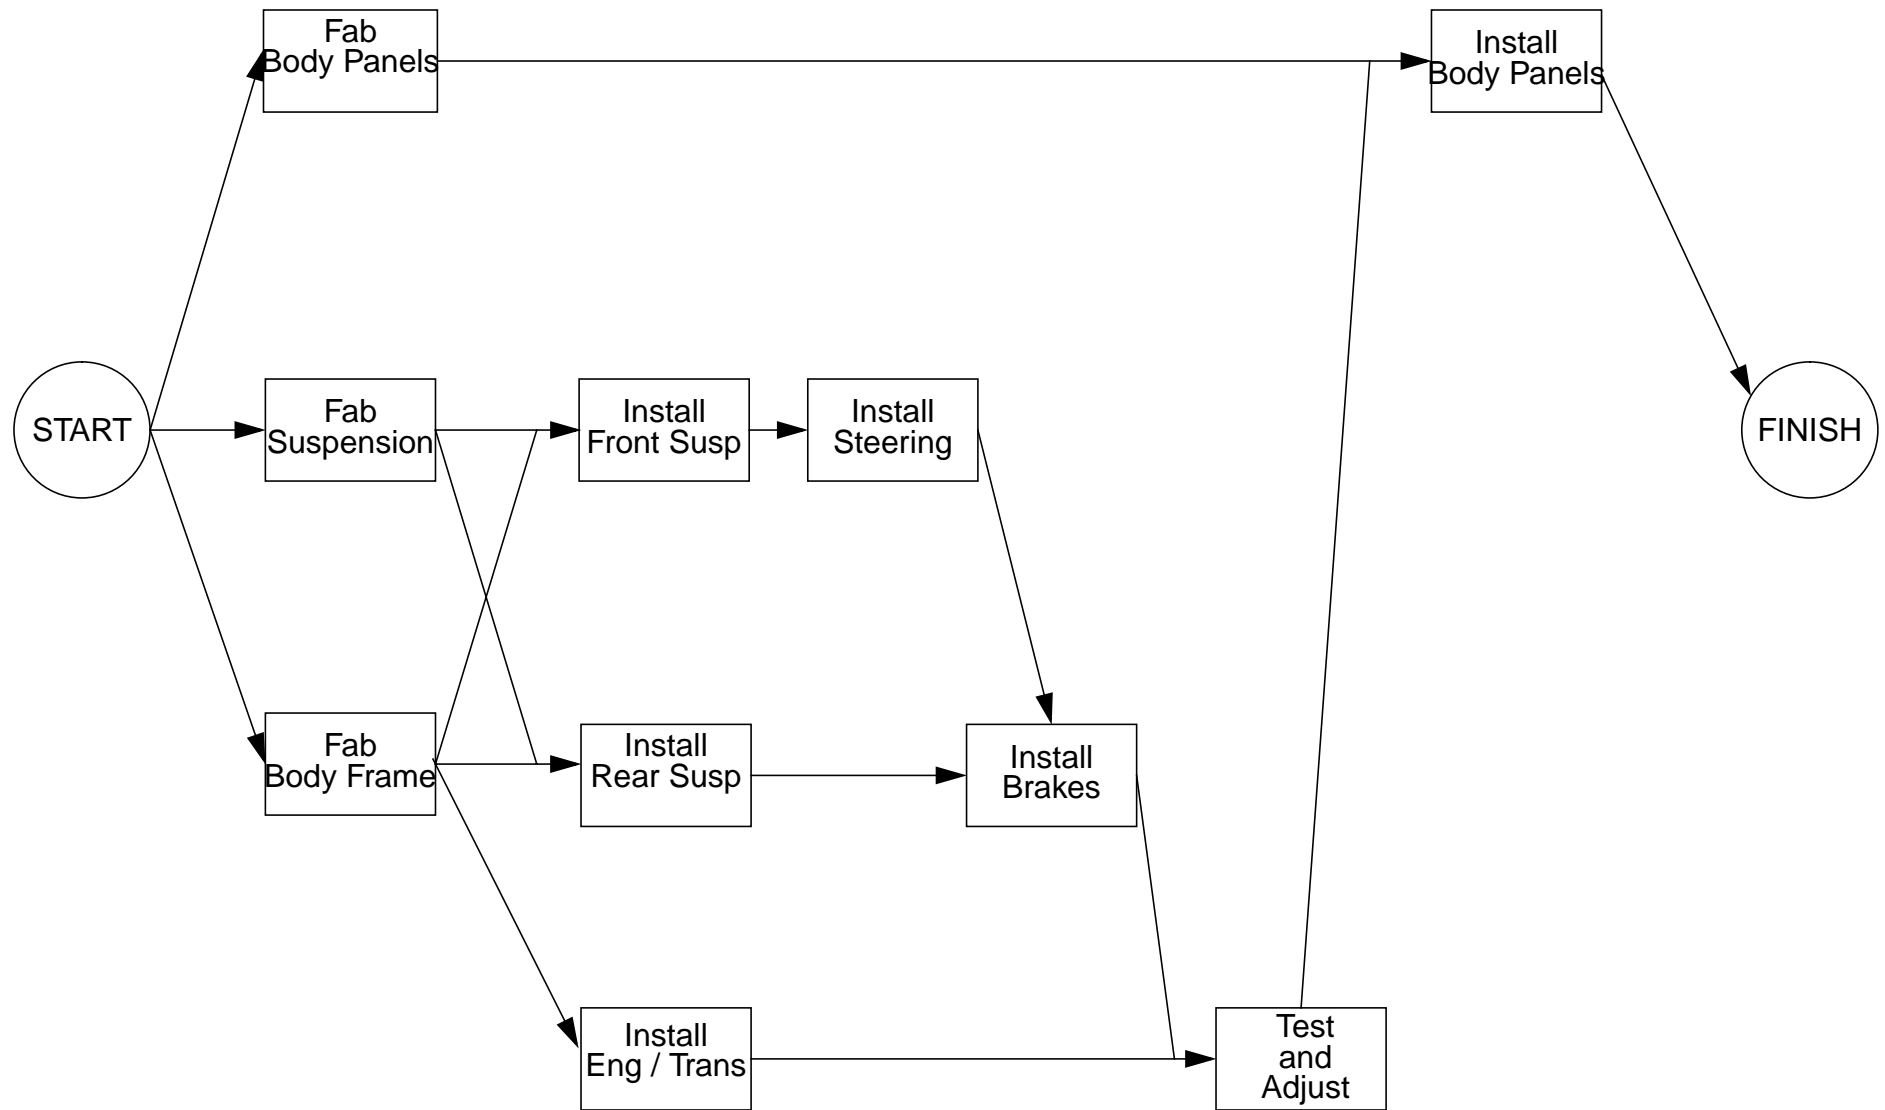 Fab
Body Panels
Install
Body Panels
START
Fab
Suspension
Install
Front Susp
Install
Steering
FINISH
Fab
Body Frame
Install
Rear Susp
Install
Brakes
Install
Eng / Trans
Test
and
Adjust